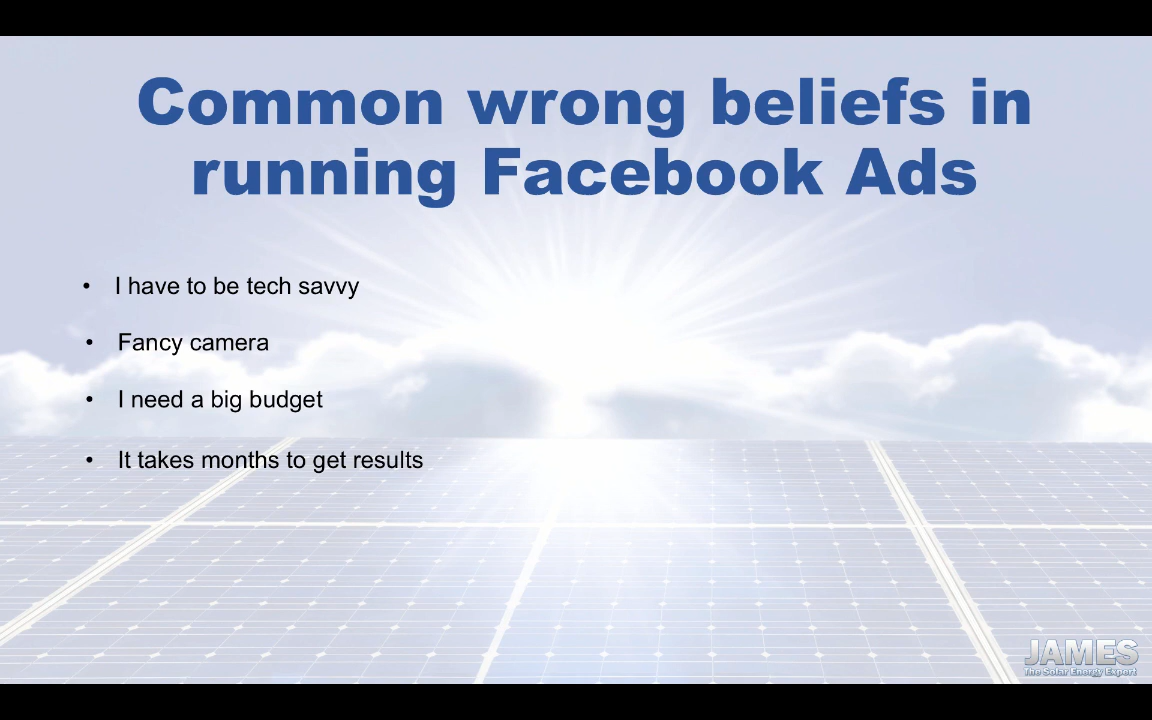 Common wrong beliefs in
running Facebook Ads
• I have to be tech savvy
• Fancy camera
• I need a big budget
• It takes months to get results
JAMES
The Solar Energy Expert